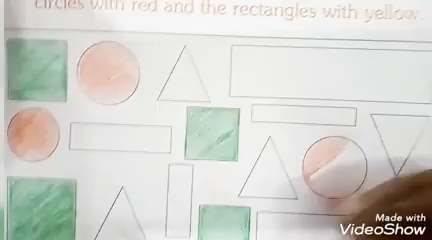 circles with red and the rectangles with yellow.
Made with
VideoShow